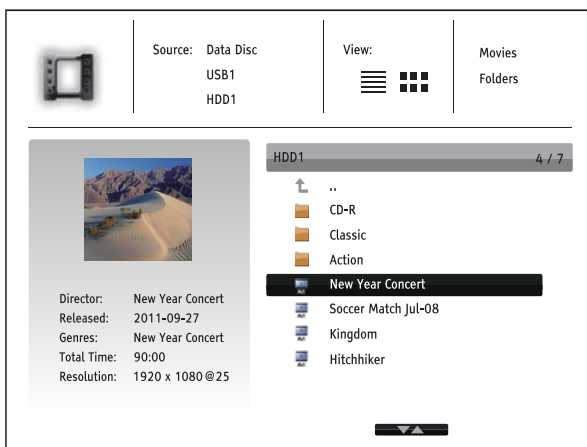 Source: Data Disc
USB1
HDD1
View:
Movies
Folders
Director: New Year Concert
Released: 2011-09-27
Genres: New Year Concert
Total Time: 90:00
Resolution: 1920 x 1080@25
HDD1 4 / 7
..
CD-R
Classic
Action
New Year Concert
Soccer Match Jul-08
Kingdom
Hitchhiker